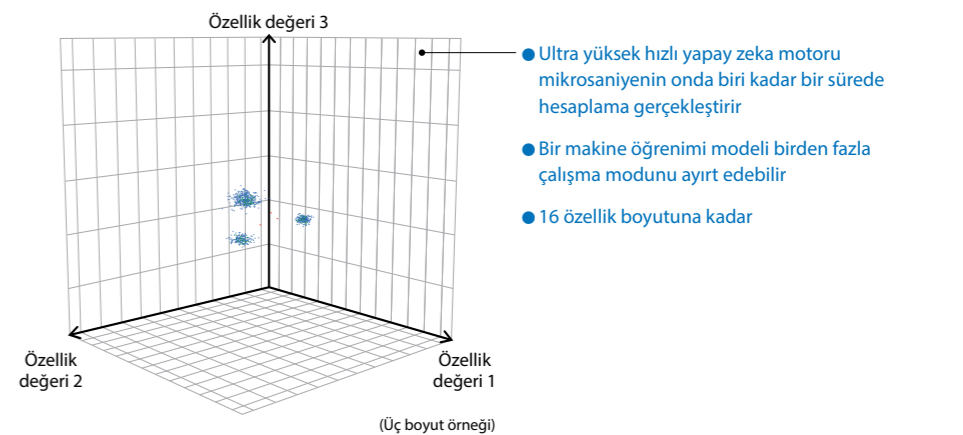 Özellik değeri 3
● Ultra yüksek hızlı yapay zeka motoru
mikrosaniyenin onda biri kadar bir sürede
hesaplama gerçekleştirir
● Bir makine öğrenimi modeli birden fazla
çalışma modunu ayırt edebilir
● 16 özellik boyutuna kadar
Özellik
değeri 2
Özellik
değeri 1
(Üç boyut örneği)